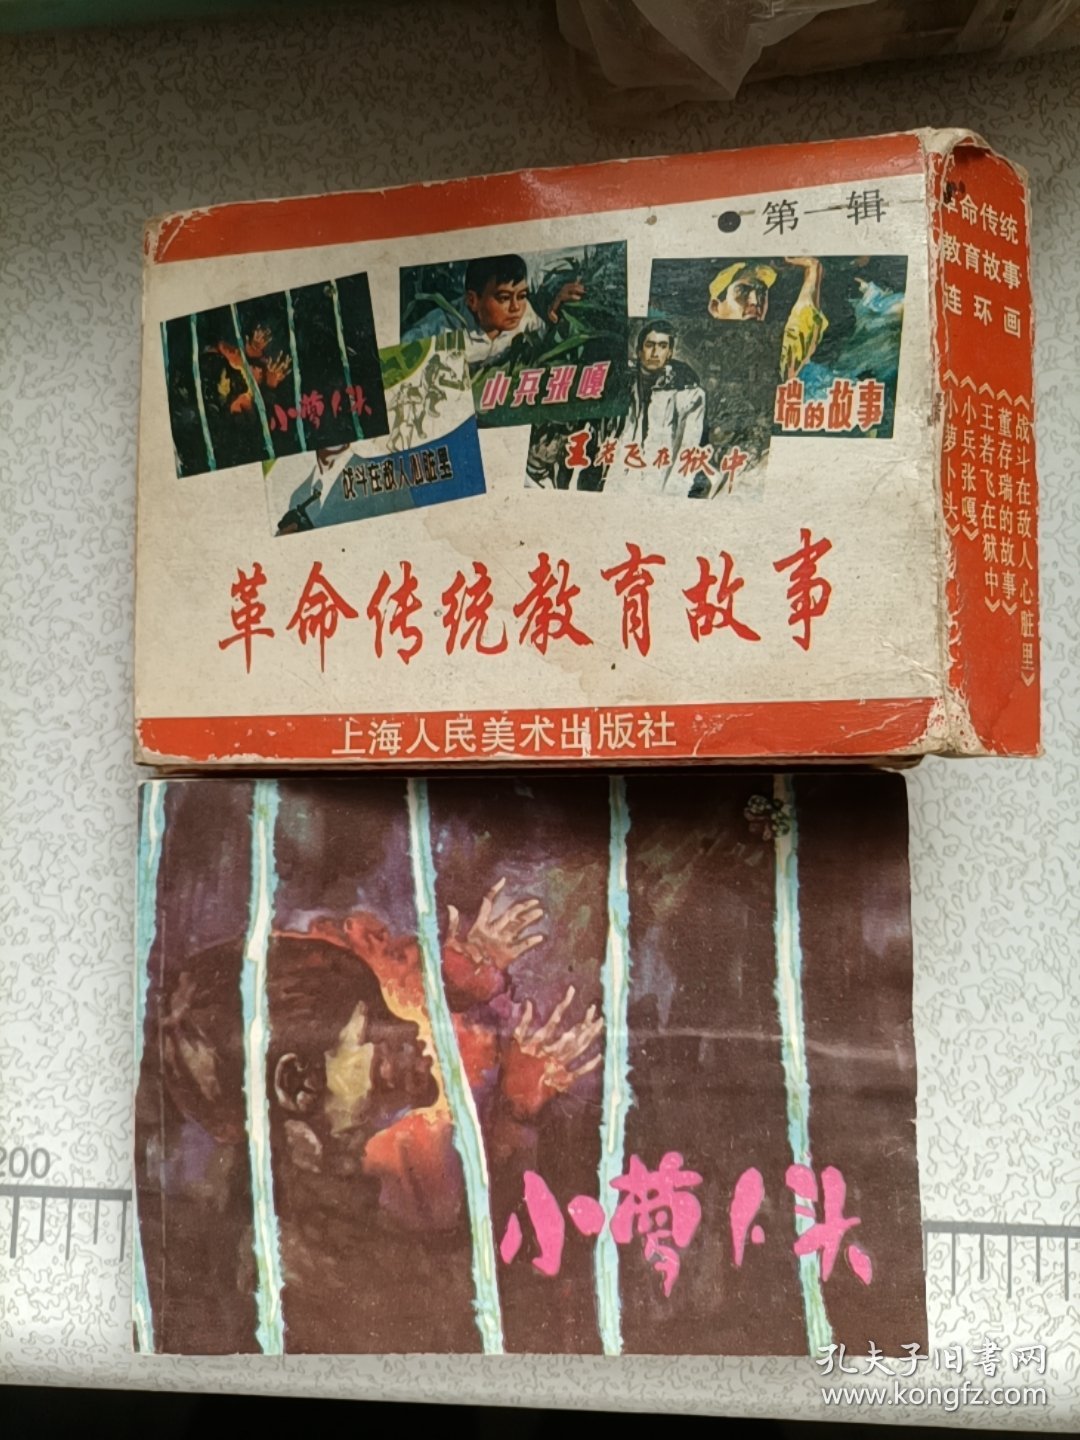 ● 第一辑
小萝卜头
小兵张嘎
瑞的故事
战斗在敌人心脏里
王若飞在狱中
革命传统教育故事
上海人民美术出版社
革命传统
教育故事
连环画
《战斗在敌人心脏里》
《董存瑞的故事》
《王若飞在狱中》
《小兵张嘎》
《小萝卜头》
小萝卜头
200
孔夫子旧书网
www.kongfz.com